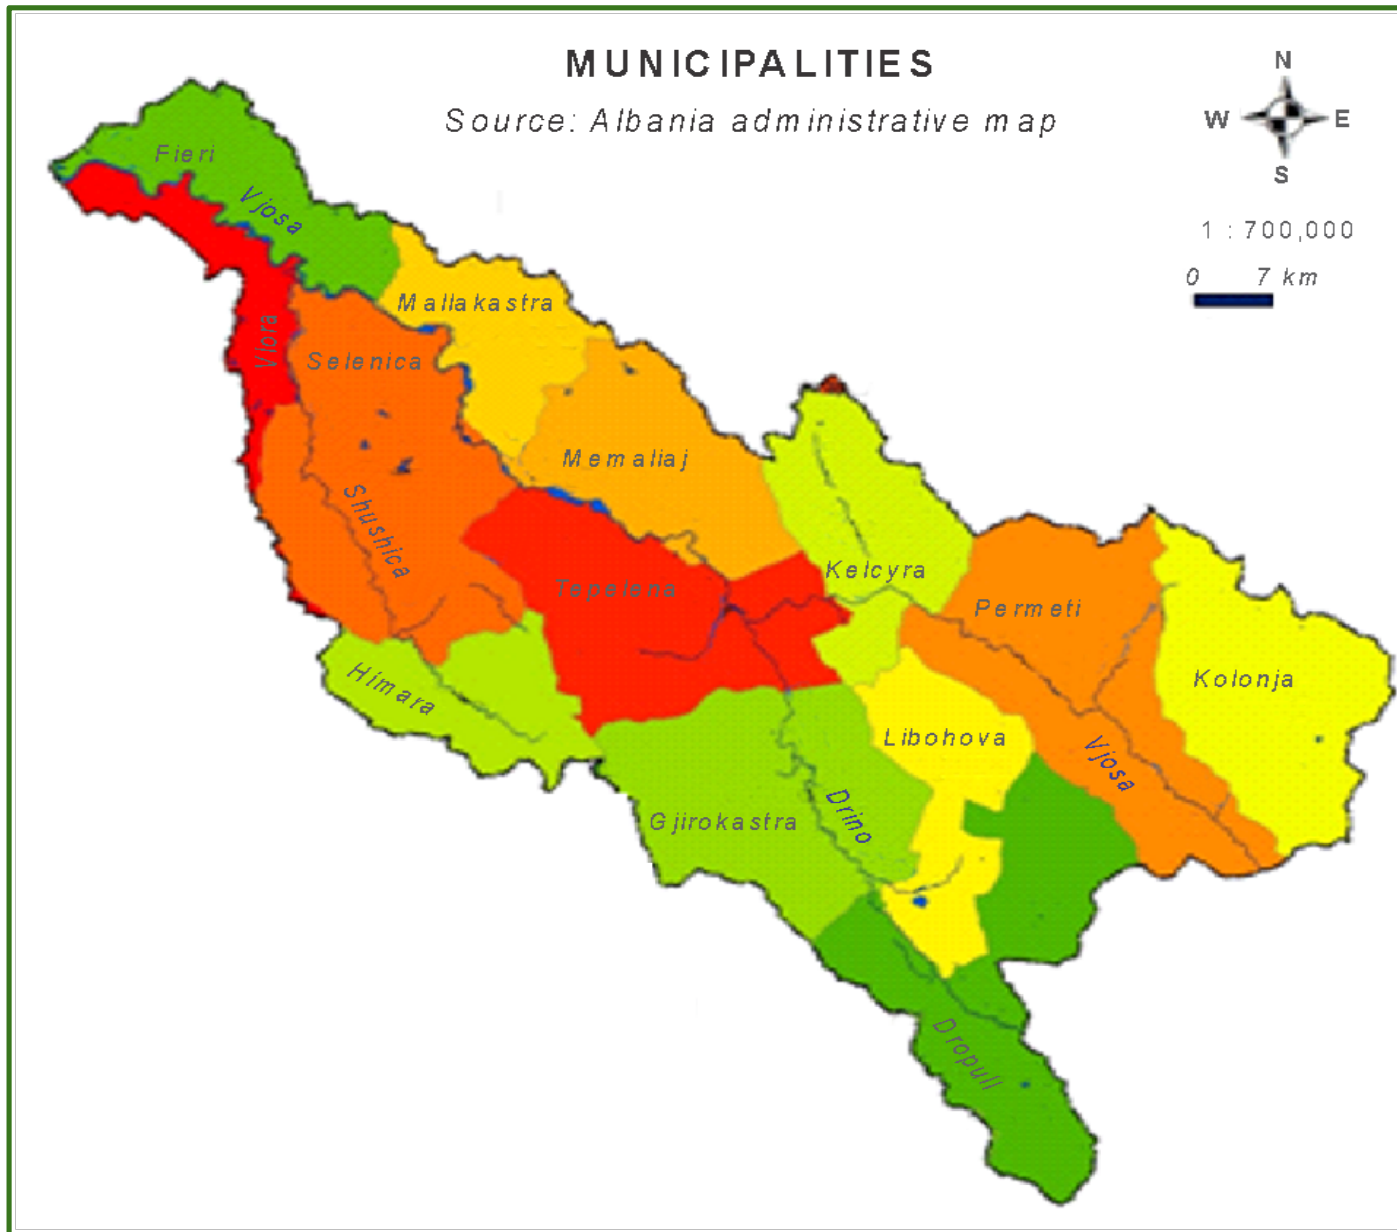 MUNICIPALITIES
Source: Albania administrative map
N
W E
S
1 : 700,000
0 7 km
Fieri
Vjosa
Mallakastra
Vlora
Selenica
Memaliaj
Shushica
Tepelena
Kelcyra
Permeti
Himara
Kolonja
Libohova
Vjosa
Gjirokastra
Drino
Dropull